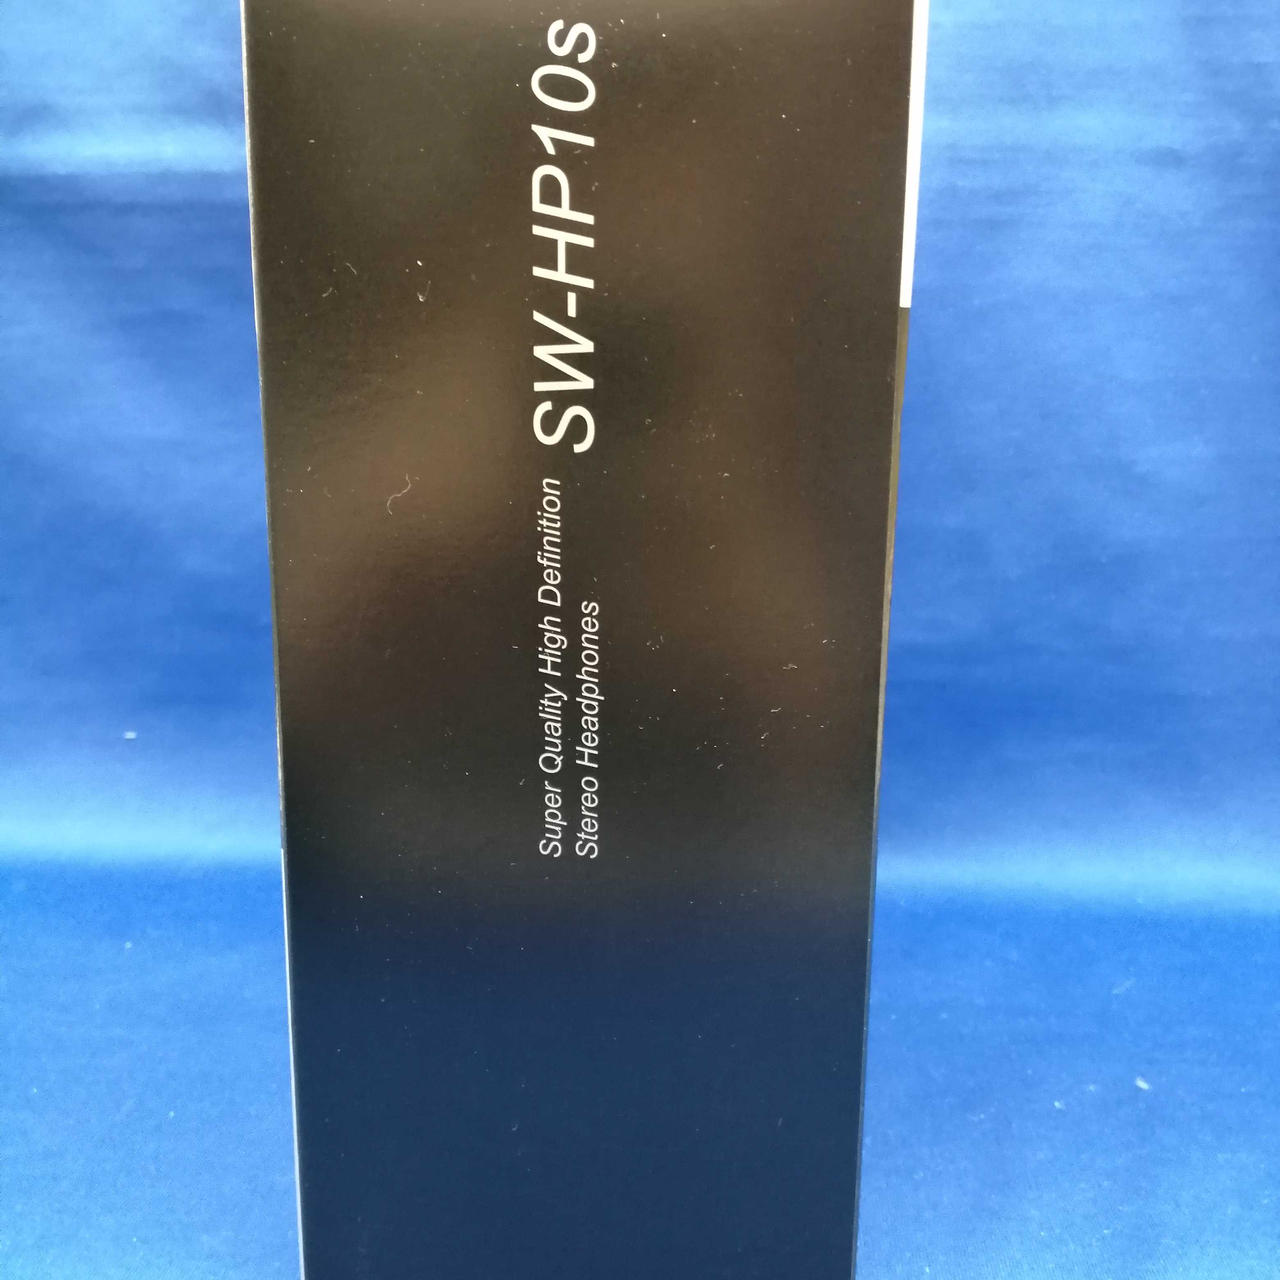 Super Quality High Definition
Stereo Headphones
SW-HP10s